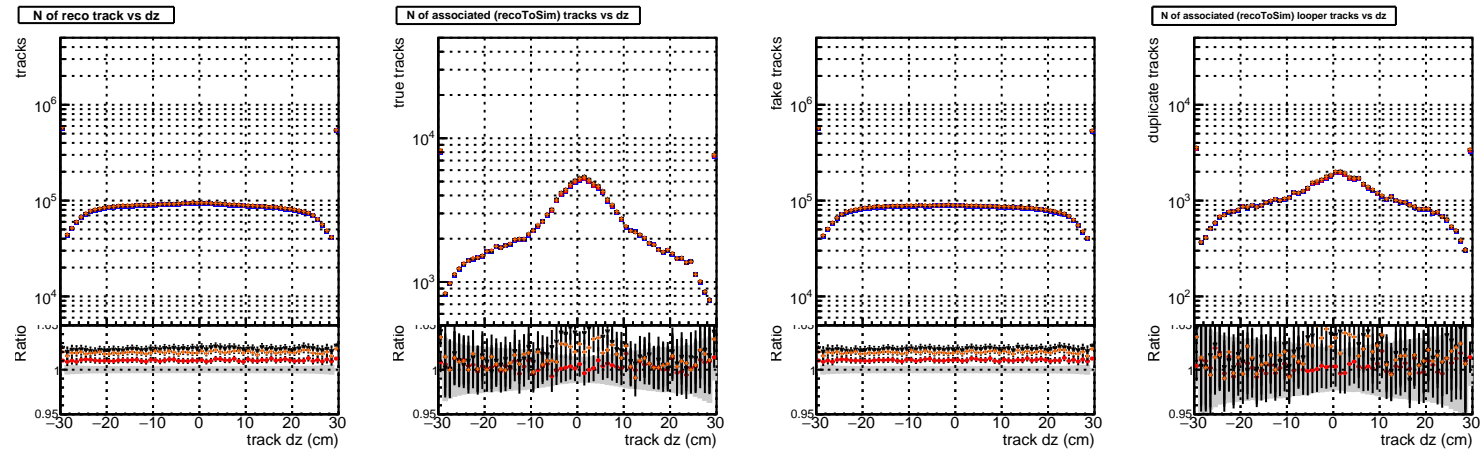 N of reco track vs dz
tracks
10^6
10^5
10^4
Ratio
1
0.95
−30 −20 −10 0 10 20 30
track dz (cm)
N of associated (recoToSim) tracks vs dz
true tracks
10^4
10^3
Ratio
1
0.95
−30 −20 −10 0 10 20 30
track dz (cm)
fake tracks
10^6
10^5
10^4
Ratio
1
0.95
−30 −20 −10 0 10 20 30
track dz (cm)
N of associated (recoToSim) looper tracks vs dz
duplicate tracks
10^4
10^3
10^2
Ratio
1
0.95
−30 −20 −10 0 10 20 30
track dz (cm)